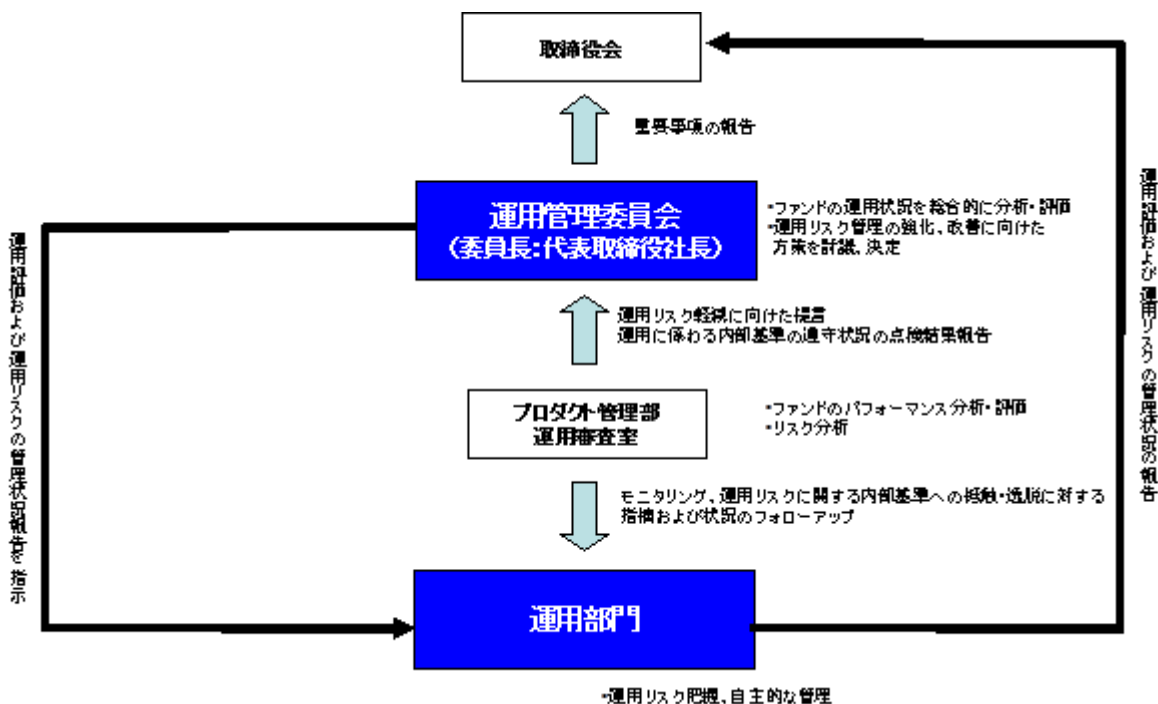 取締役会
重要事項の報告
運用管理委員会
（委員長：代表取締役社長）
・ファンドの運用状況を総合的に分析・評価
・運用リスク管理の強化、改善に向けた
方策を討議、決定
運用リスク軽減に向けた提言
運用に係わる内部基準の遵守状況の点検結果報告
プロダクト管理部
運用審査室
・ファンドのパフォーマンス分析・評価
・リスク分析
モニタリング、運用リスクに関する内部基準への抵触・逸脱に対する
指摘および状況のフォローアップ
運用部門
・運用リスク把握、自主的な管理
運用評価および運用リスクの管理状況報告を指示
運用評価および運用リスクの管理状況の報告